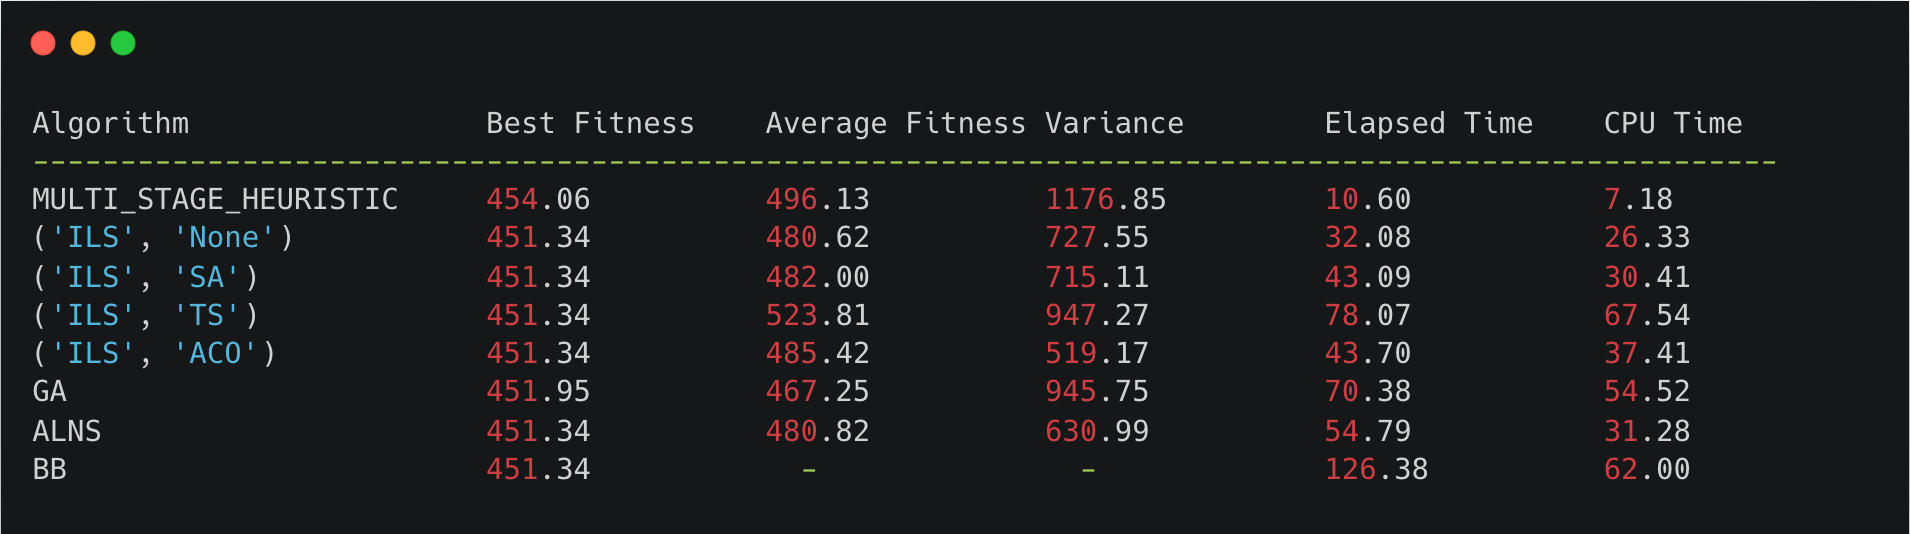 Algorithm Best Fitness Average Fitness Variance Elapsed Time CPU Time
----------------------------------------------------------------------------------------------------
MULTI_STAGE_HEURISTIC 454.06 496.13 1176.85 10.60 7.18
('ILS', 'None') 451.34 480.62 727.55 32.08 26.33
('ILS', 'SA') 451.34 482.00 715.11 43.09 30.41
('ILS', 'TS') 451.34 523.81 947.27 78.07 67.54
('ILS', 'ACO') 451.34 485.42 519.17 43.70 37.41
GA 451.95 467.25 945.75 70.38 54.52
ALNS 451.34 480.82 630.99 54.79 31.28
BB 451.34 - - 126.38 62.00